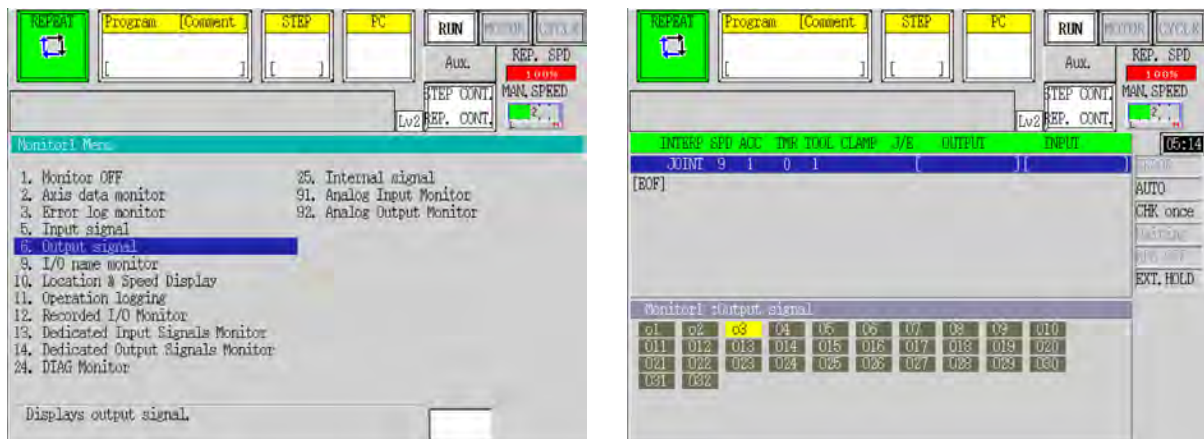 REPEAT
Program [Comment ]
STEP
PC
RUN
MOTOR
CYCLE
[ ]
[ ]
Aux.
REP. SPD
100%
STEP CONT.
MAN.SPEED
Lv2
REP. CONT.
2
Monitor1 Menu
1. Monitor OFF
2. Axis data monitor
3. Error log monitor
5. Input signal
6. Output signal
9. I/O name monitor
10. Location & Speed Display
11. Operation logging
12. Recorded I/O Monitor
13. Dedicated Input Signals Monitor
14. Dedicated Output Signals Monitor
24. DIAG Monitor
25. Internal signal
91. Analog Input Monitor
92. Analog Output Monitor
Displays output signal.
REPEAT
Program [Comment ]
STEP
PC
RUN
MOTOR
CYCLE
[ ]
[ ]
Aux.
REP. SPD
100%
STEP CONT.
MAN.SPEED
Lv2
REP. CONT.
2
INTERP SPD ACC TMR TOOL CLAMP J/E OUTPUT INPUT
05:14
JOINT 9 1 0 1 [ ][ ]
[EOF]
ERROR
AUTO
CHK once
Waiting
EXT. HOLD
Monitor1 :Output signal
o1 o2 o3 O4 O5 O6 O7 O8 O9 O10
O11 O12 O13 O14 O15 O16 O17 O18 O19 O20
O21 O22 O23 O24 O25 O26 O27 O28 O29 O30
O31 O32